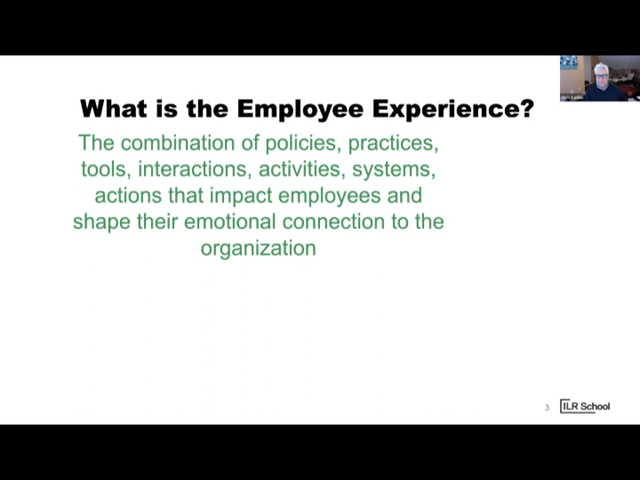 What is the Employee Experience?
The combination of policies, practices,
tools, interactions, activities, systems,
actions that impact employees and
shape their emotional connection to the
organization
3
ILR School